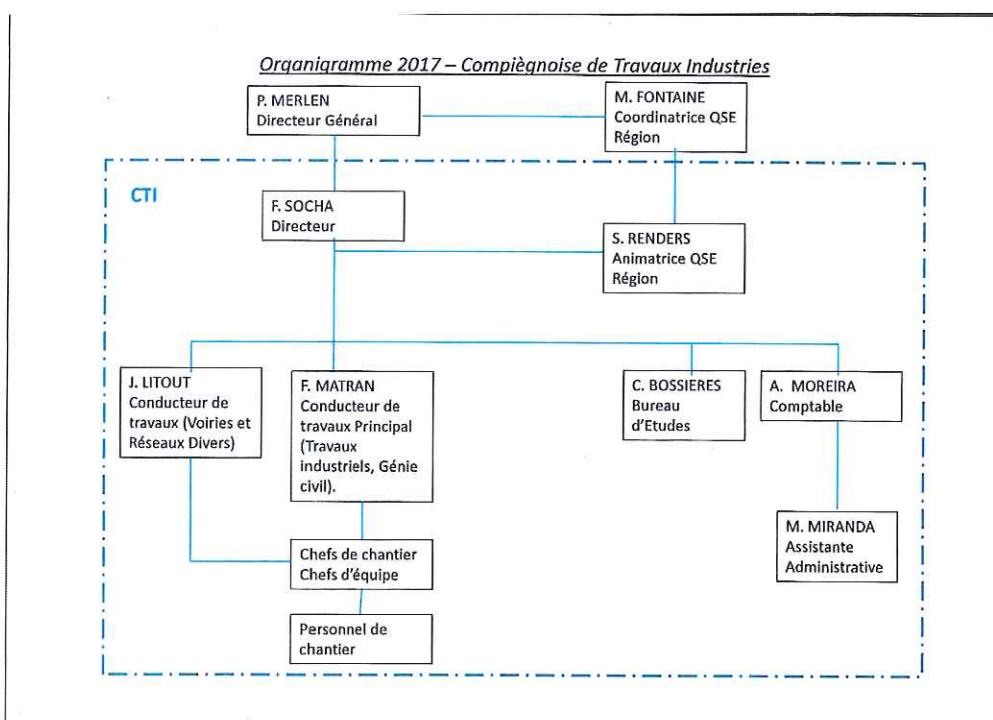 Organigramme 2017 – Compiègnoise de Travaux Industries
P. MERLEN
Directeur Général
M. FONTAINE
Coordinatrice QSE
Région
CTI
F. SOCHA
Directeur
S. RENDERS
Animatrice QSE
Région
J. LITOUT
Conducteur de
travaux (Voiries et
Réseaux Divers)
F. MATRAN
Conducteur de
travaux Principal
(Travaux
industriels, Génie
civil).
C. BOSSIERES
Bureau
d'Etudes
A. MOREIRA
Comptable
M. MIRANDA
Assistante
Administrative
Chefs de chantier
Chefs d'équipe
Personnel de
chantier